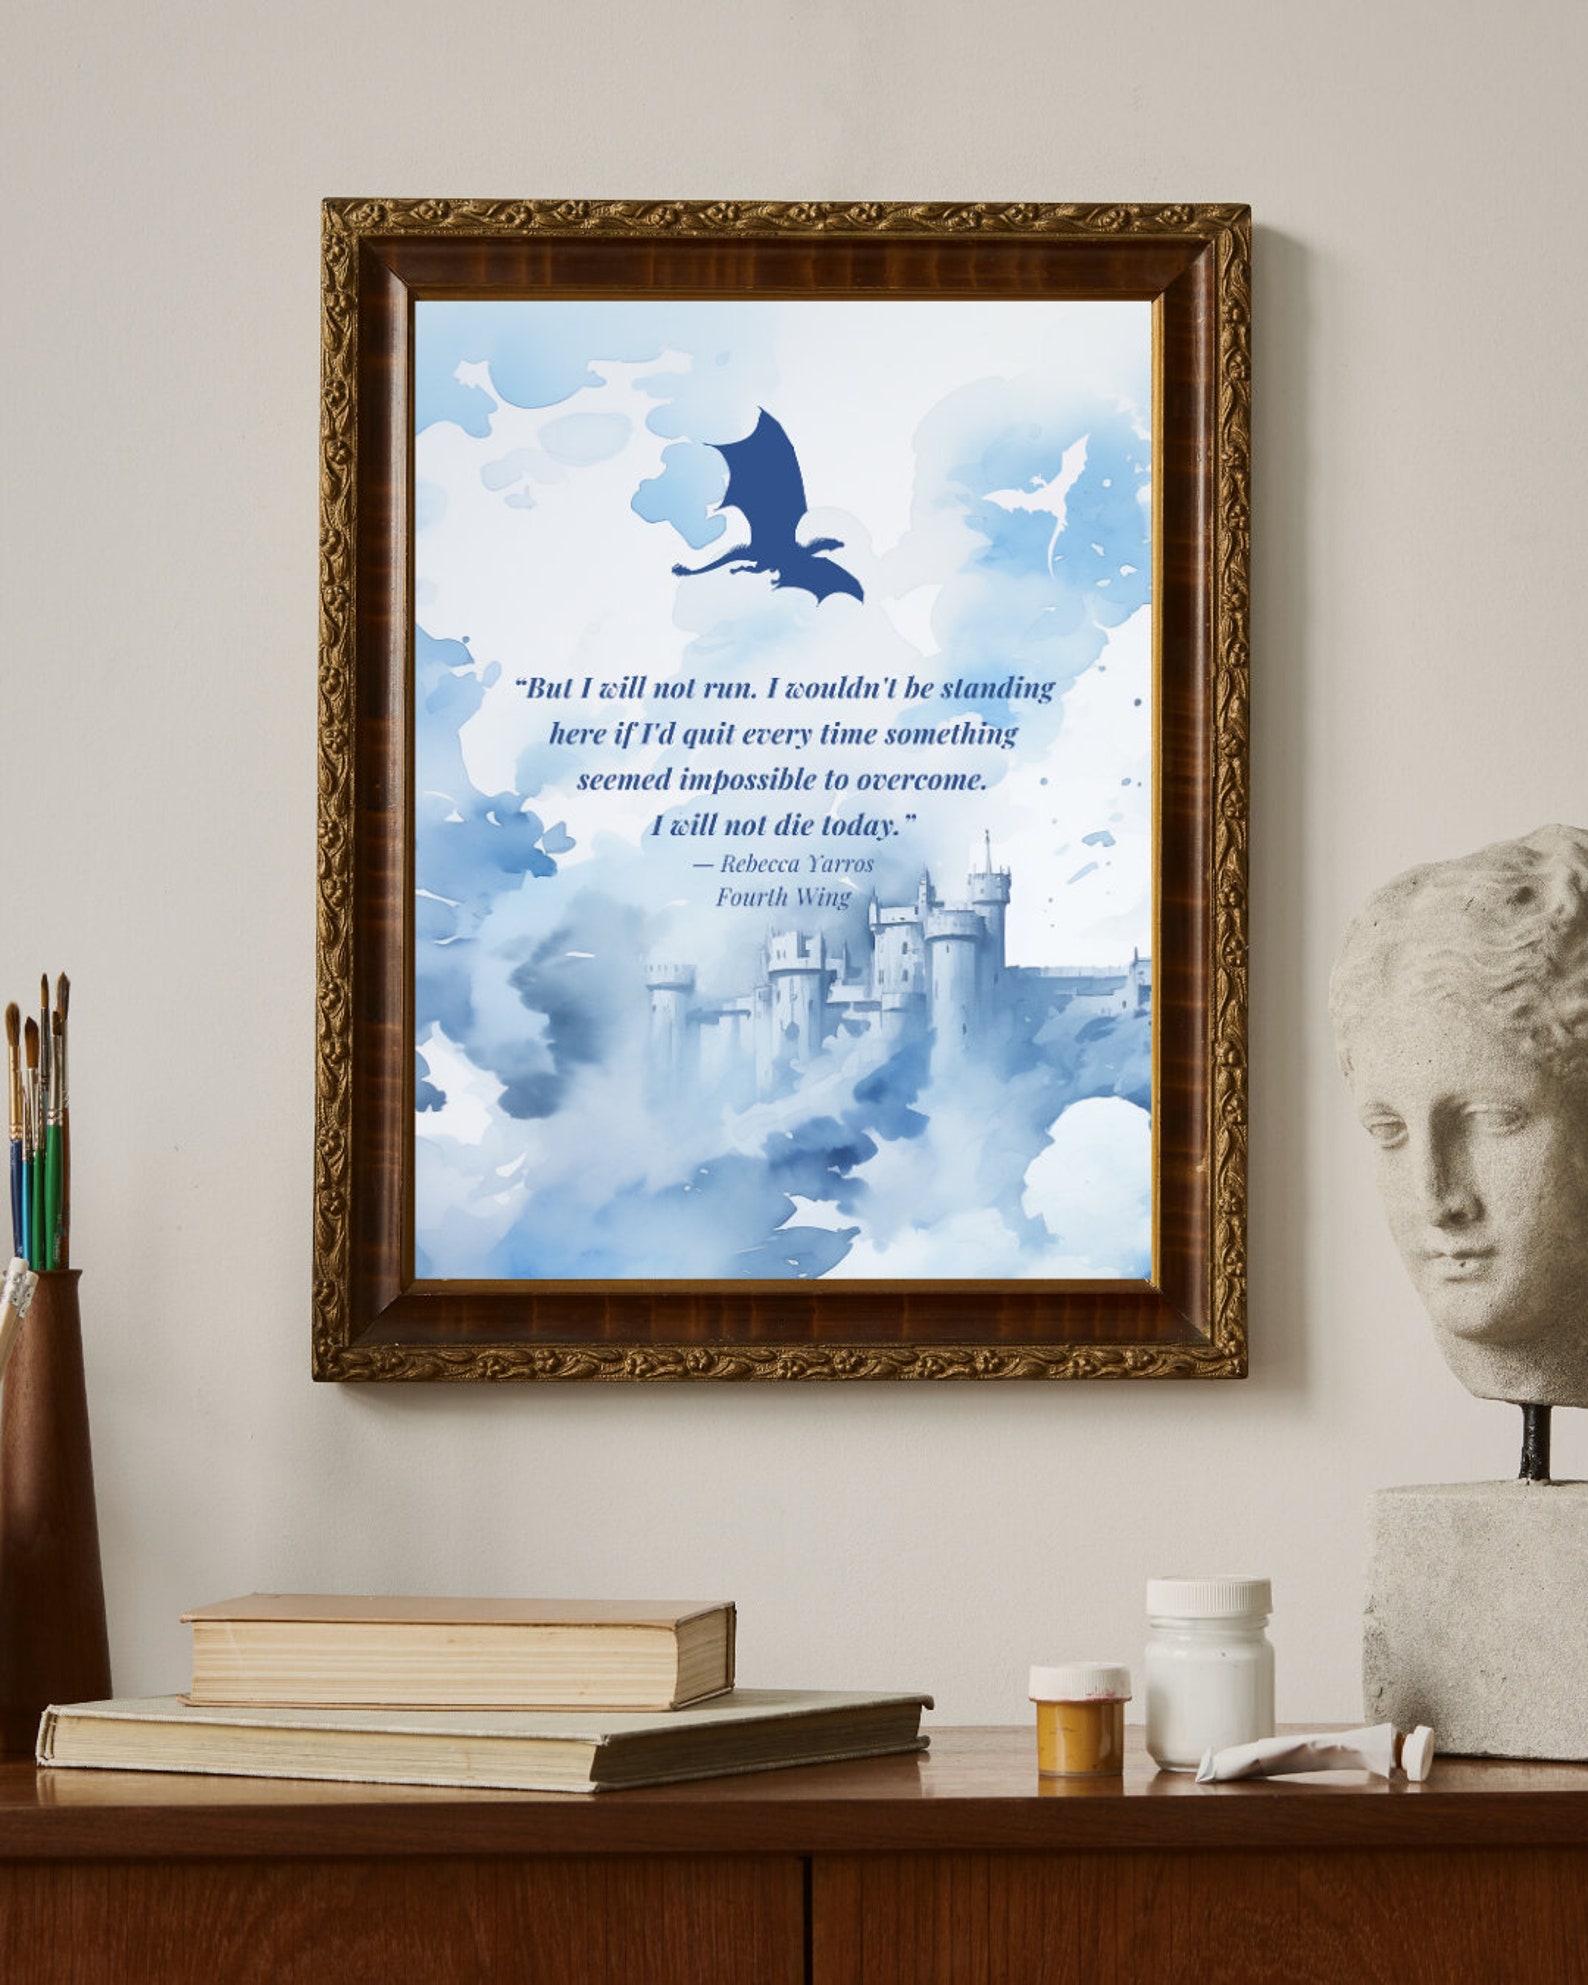 “But I will not run. I wouldn't be standing
here if I'd quit every time something
seemed impossible to overcome.
I will not die today.”
— Rebecca Yarros
Fourth Wing